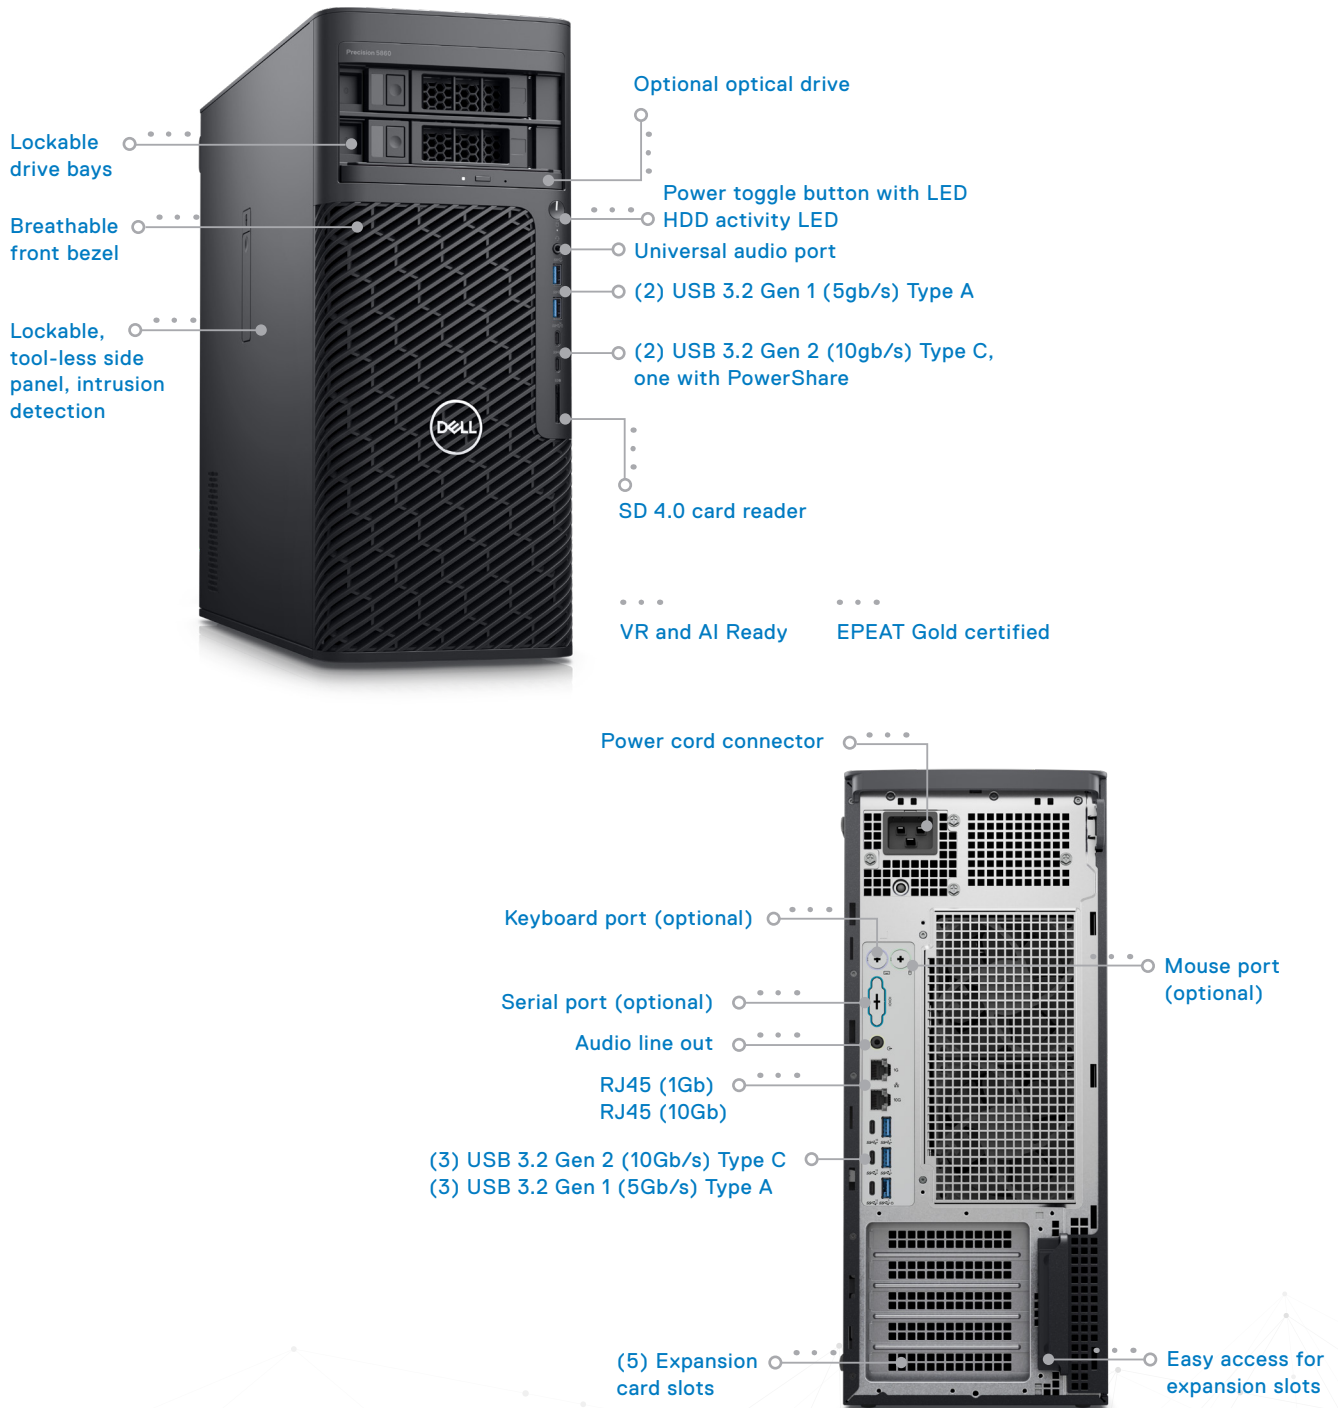 Precision 5860
Optional optical drive
Lockable
drive bays
Power toggle button with LED
HDD activity LED
Breathable
front bezel
Universal audio port
(2) USB 3.2 Gen 1 (5gb/s) Type A
Lockable,
tool-less side
panel, intrusion
detection
(2) USB 3.2 Gen 2 (10gb/s) Type C,
one with PowerShare
DELL
SD 4.0 card reader
VR and AI Ready
EPEAT Gold certified
Power cord connector
Keyboard port (optional)
Mouse port
(optional)
Serial port (optional)
Audio line out
RJ45 (1Gb)
RJ45 (10Gb)
(3) USB 3.2 Gen 2 (10Gb/s) Type C
(3) USB 3.2 Gen 1 (5Gb/s) Type A
(5) Expansion
card slots
Easy access for
expansion slots